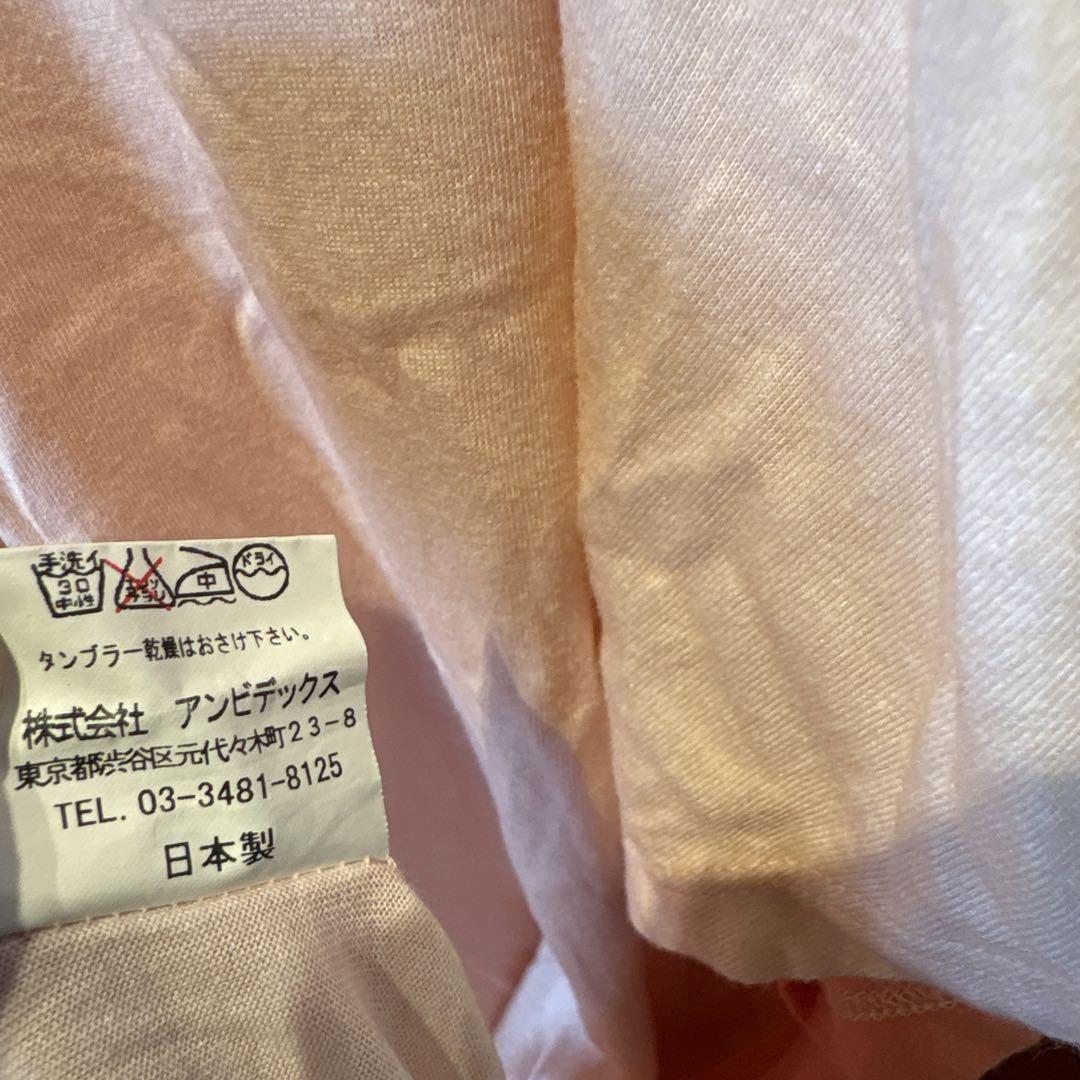 手洗イ
30
中性
中
ドライ
タンブラー乾燥はおさけ下さい。
株式会社 アンビデックス
東京都渋谷区元代々木町23-8
TEL. 03-3481-8125
日本製